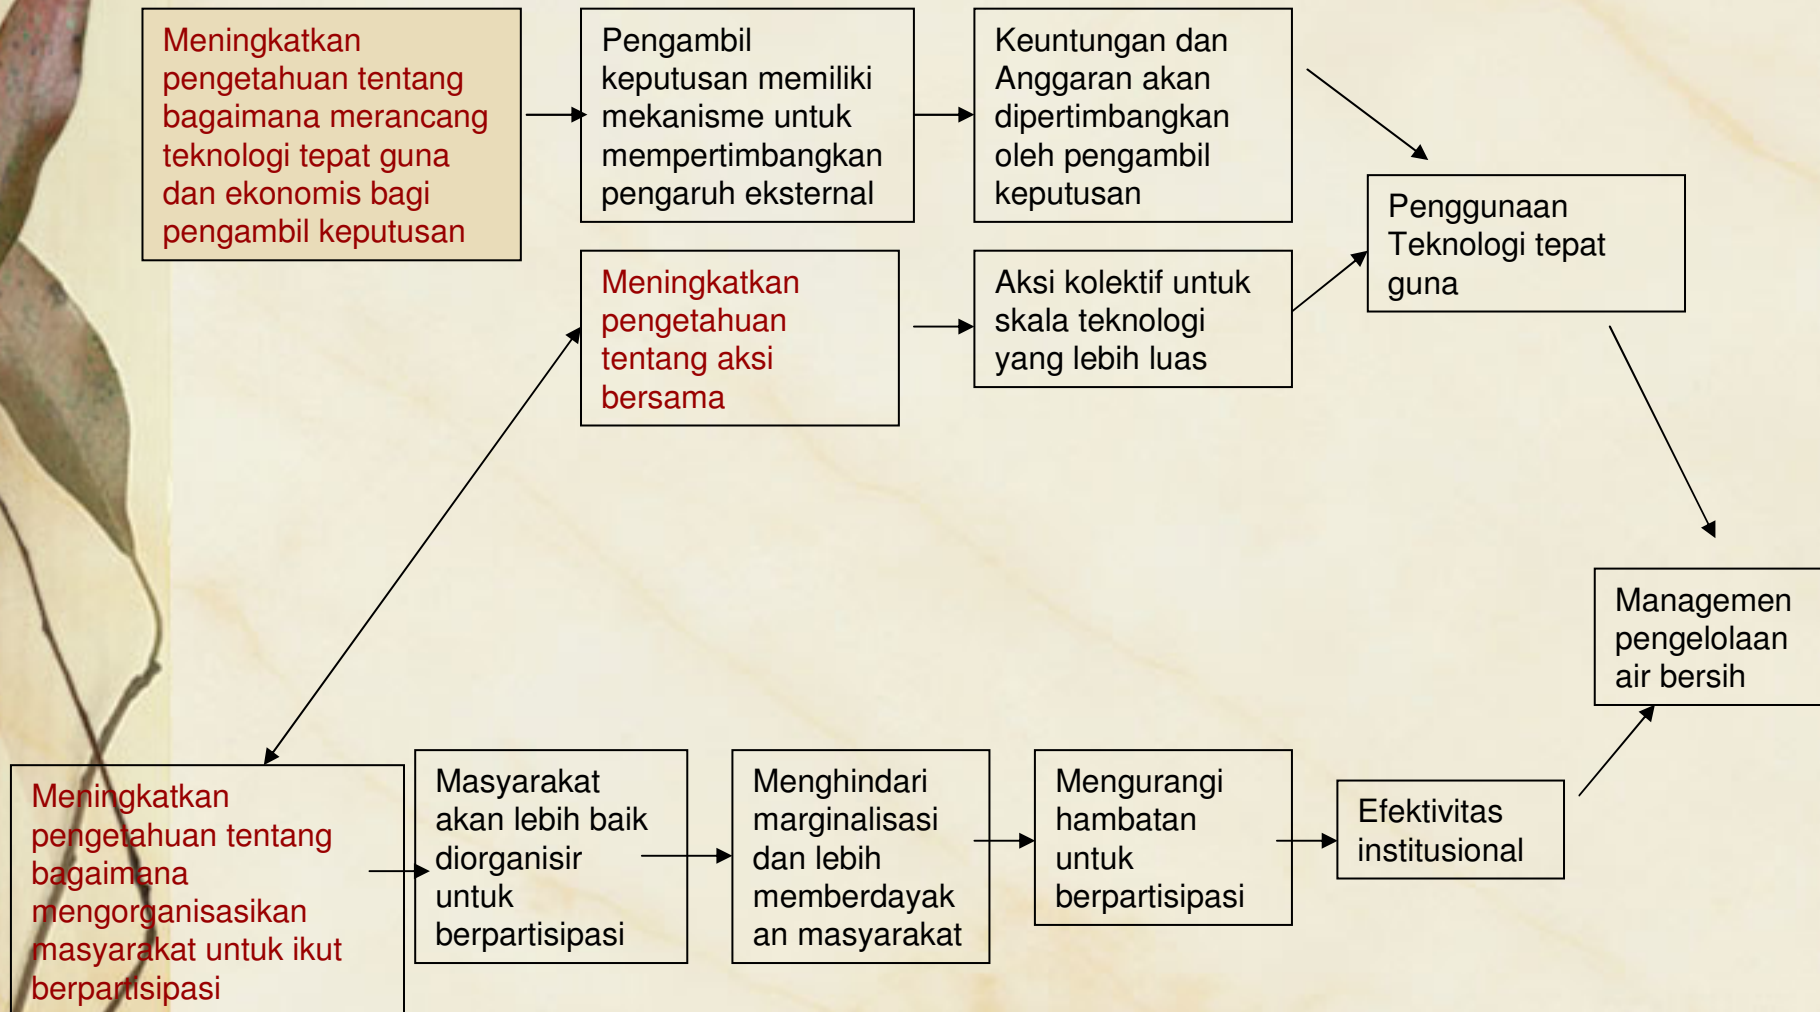 Meningkatkan
pengetahuan tentang
bagaimana merancang
teknologi tepat guna
dan ekonomis bagi
pengambil keputusan
Pengambil
keputusan memiliki
mekanisme untuk
mempertimbangkan
pengaruh eksternal
Keuntungan dan
Anggaran akan
dipertimbangkan
oleh pengambil
keputusan
Penggunaan
Teknologi tepat
guna
Meningkatkan
pengetahuan
tentang aksi
bersama
Aksi kolektif untuk
skala teknologi
yang lebih luas
Managemen
pengelolaan
air bersih
Meningkatkan
pengetahuan tentang
bagaimana
mengorganisasikan
masyarakat untuk ikut
berpartisipasi
Masyarakat
akan lebih baik
diorganisir
untuk
berpartisipasi
Menghindari
marginalisasi
dan lebih
memberdayak
an masyarakat
Mengurangi
hambatan
untuk
berpartisipasi
Efektivitas
institusional